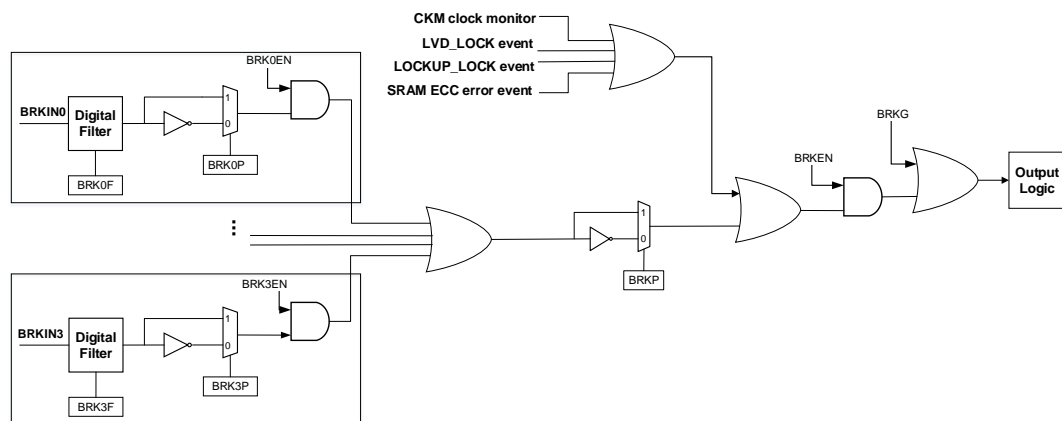 CKM clock monitor
LVD_LOCK event
LOCKUP_LOCK event
SRAM ECC error event
BRK0EN
BRKIN0
Digital
Filter
1
0
BRK0P
BRK0F
...
BRK3EN
BRKIN3
Digital
Filter
1
0
BRK3P
BRK3F
1
0
BRKP
BRKEN
BRKG
Output
Logic